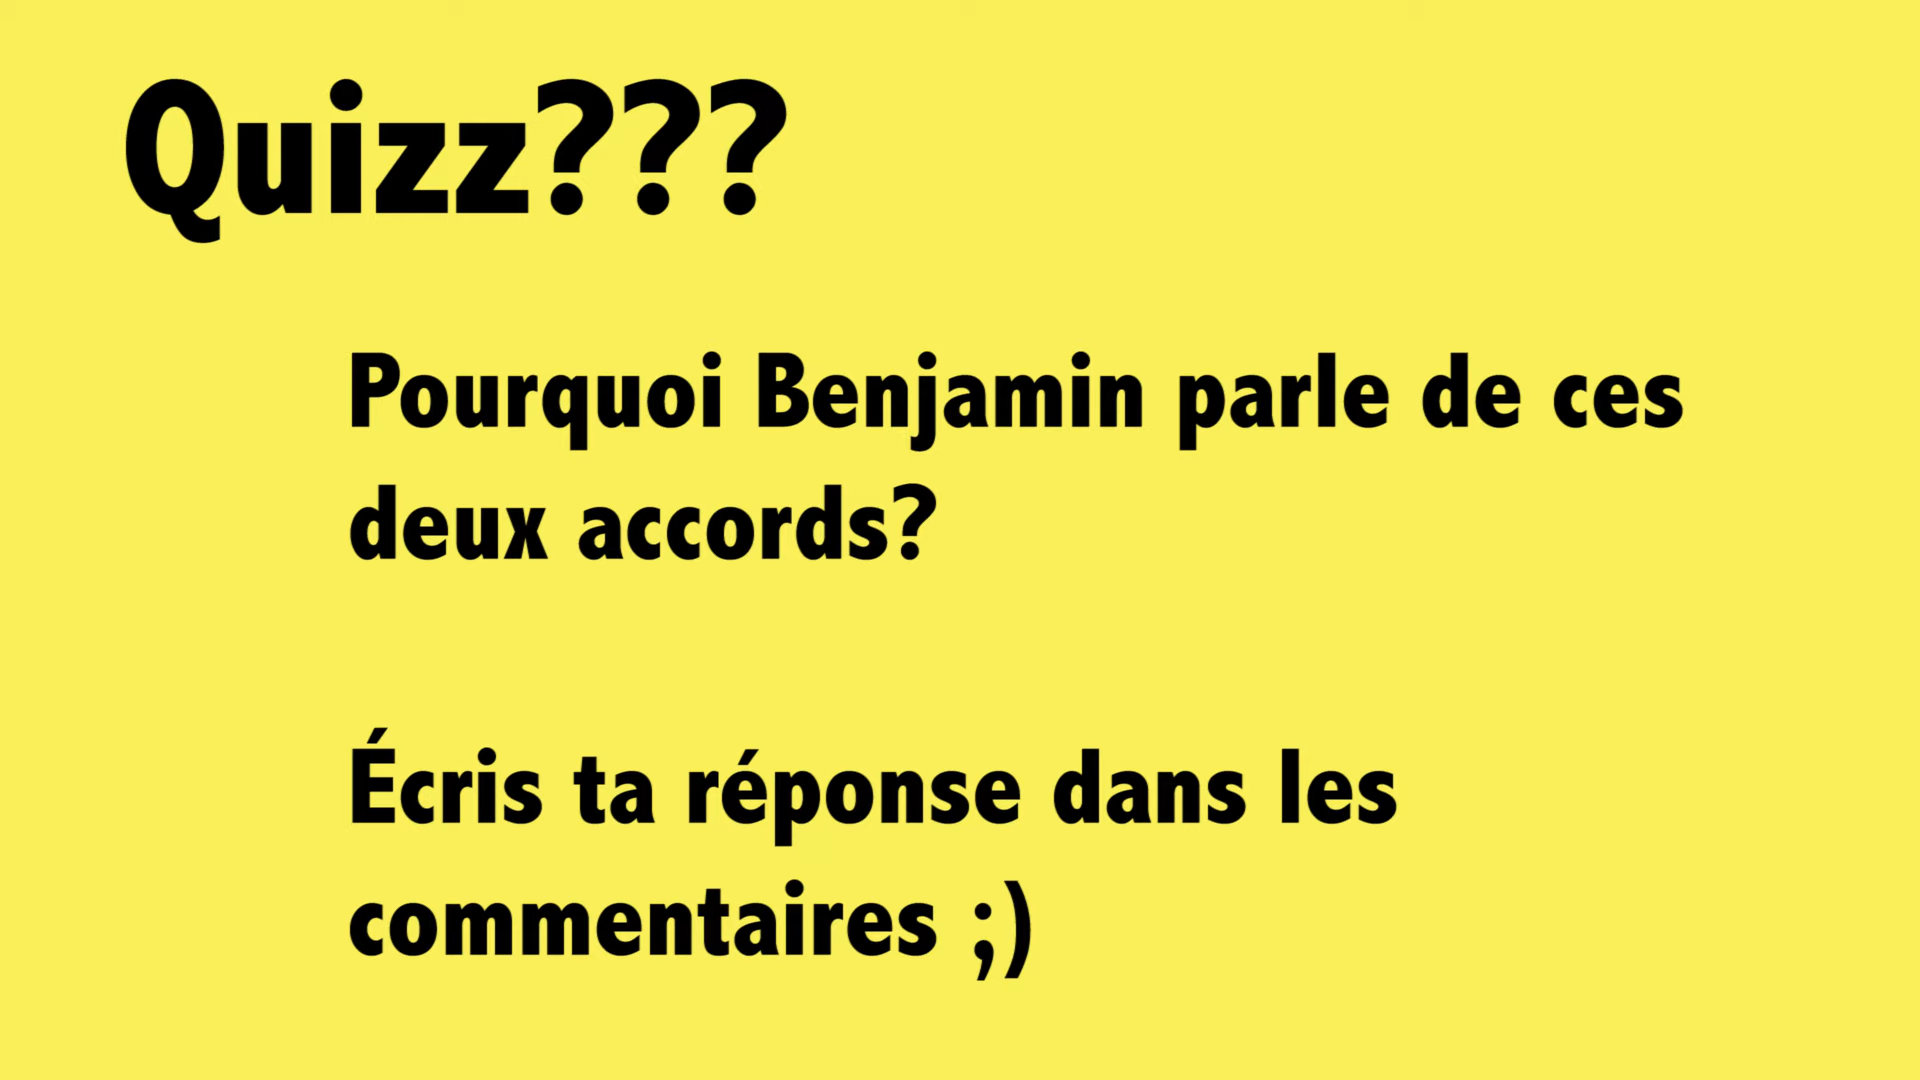 Quizz???
Pourquoi Benjamin parle de ces
deux accords?
Écris ta réponse dans les
commentaires ;)